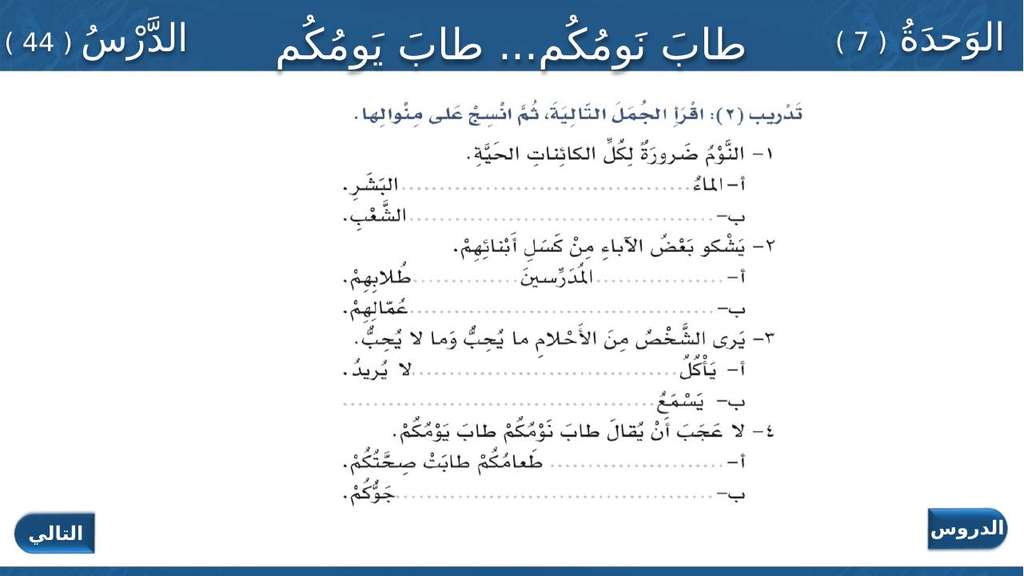 الوَحدَةُ ( 7 )
طابَ نَومُكُم... طابَ يَومُكُم
الدَّرْسُ ( 44 )
تَدْريب (٢): اقْرَأِ الجُمَلَ التّالِيَةَ، ثُمَّ انْسِجْ عَلى مِنْوالِها.
١- النَّوْمُ ضَرورَةٌ لِكُلِّ الكائِناتِ الحَيَّةِ.
أ- الماءُ ...................................... البَشَرِ.
ب- ...................................... الشَّعْبِ.
٢- يَشْكو بَعْضُ الآباءِ مِنْ كَسَلِ أَبْنائِهِمْ.
أ- ................ المُدَرِّسينَ ............. طُلابِهِمْ.
ب- ...................................... عُمّالِهِمْ.
٣- يَرى الشَّخْصُ مِنَ الأَحْلامِ ما يُحِبُّ وَما لا يُحِبُّ.
أ- يَأْكُلُ ................................... لا يُريدُ.
ب- يَسْمَعُ .........................................
٤- لا عَجَبَ أَنْ يُقالَ طابَ نَوْمُكُمْ طابَ يَوْمُكُمْ.
أ- ....................... طَعامُكُمْ طابَتْ صِحَّتُكُمْ.
ب- ......................................... جَوُّكُمْ.
الدروس
التالي